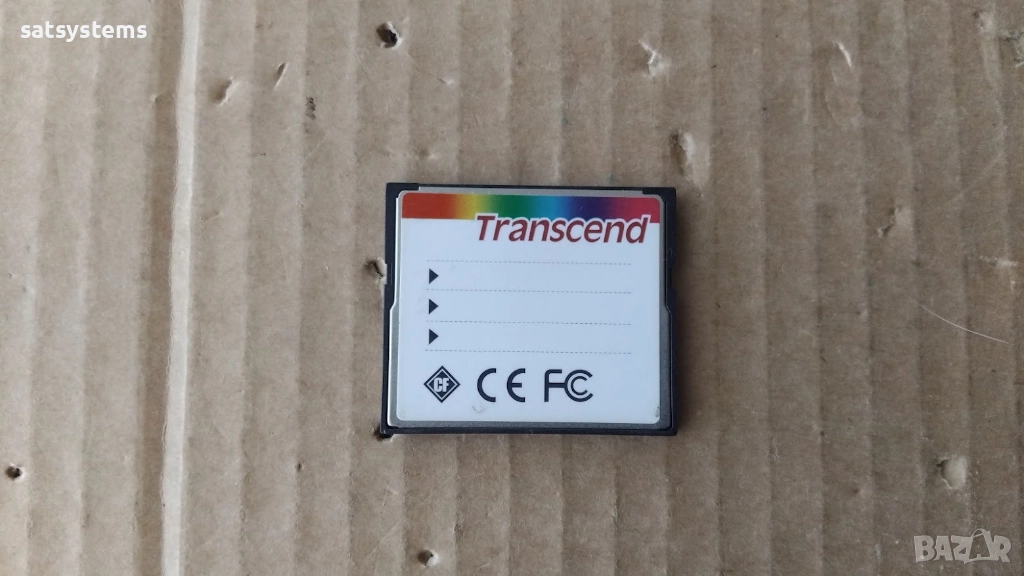 satsystems
Transcend
CF CE FC
BAZAR